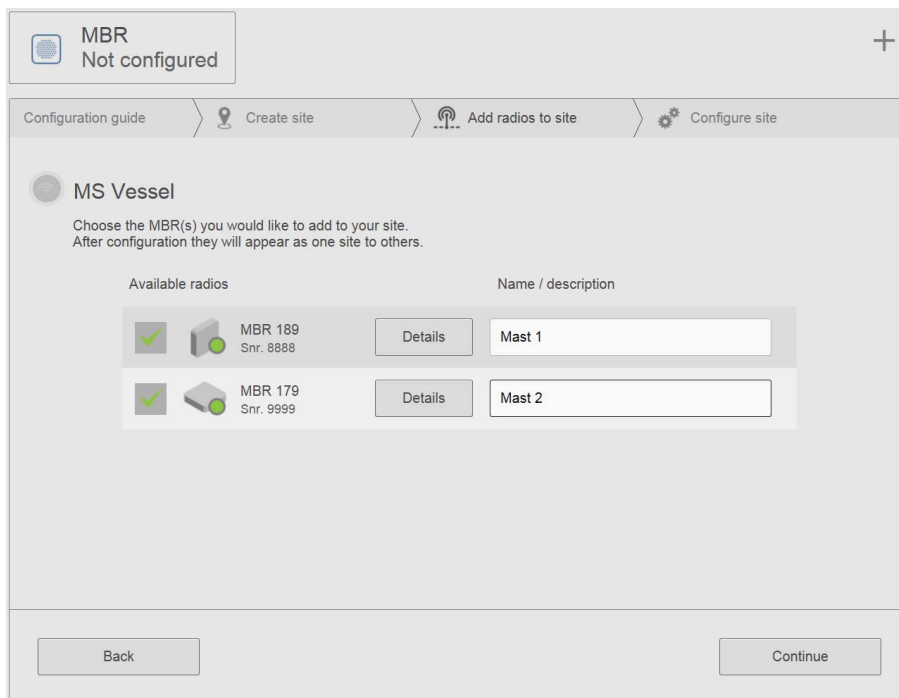 MBR
Not configured
Configuration guide
Create site
Add radios to site
Configure site
MS Vessel
Choose the MBR(s) you would like to add to your site.
After configuration they will appear as one site to others.
Available radios
Name / description
MBR 189
Snr. 8888
Details
Mast 1
MBR 179
Snr. 9999
Details
Mast 2
Back
Continue